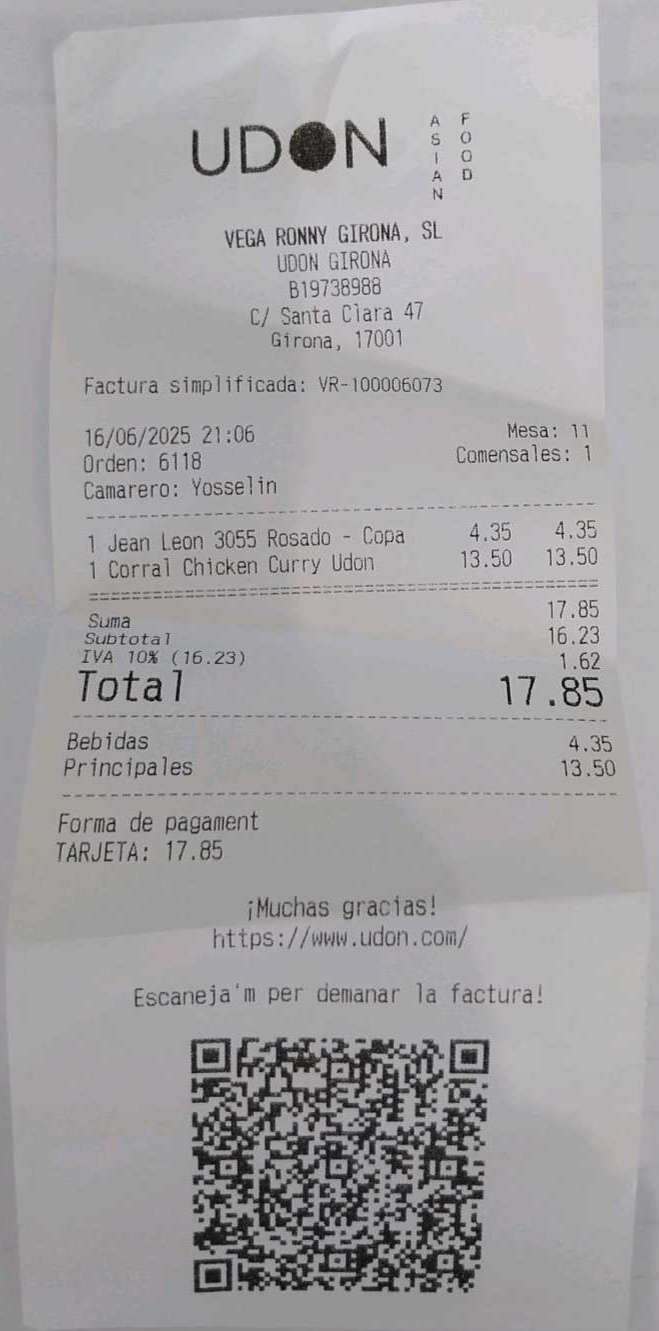 UDON ASIAN FOOD
VEGA RONNY GIRONA, SL
UDON GIRONA
B19738988
C/ Santa Clara 47
Girona, 17001
Factura simplificada: VR-100006073
16/06/2025 21:06 Mesa: 11
Orden: 6118 Comensales: 1
Camarero: Yosselin
1 Jean Leon 3055 Rosado - Copa 4.35 4.35
1 Corral Chicken Curry Udon 13.50 13.50
Suma 17.85
Subtotal 16.23
IVA 10% (16.23) 1.62
Total 17.85
Bebidas 4.35
Principales 13.50
Forma de pagament
TARJETA: 17.85
¡Muchas gracias!
https://www.udon.com/
Escaneja'm per demanar la factura!